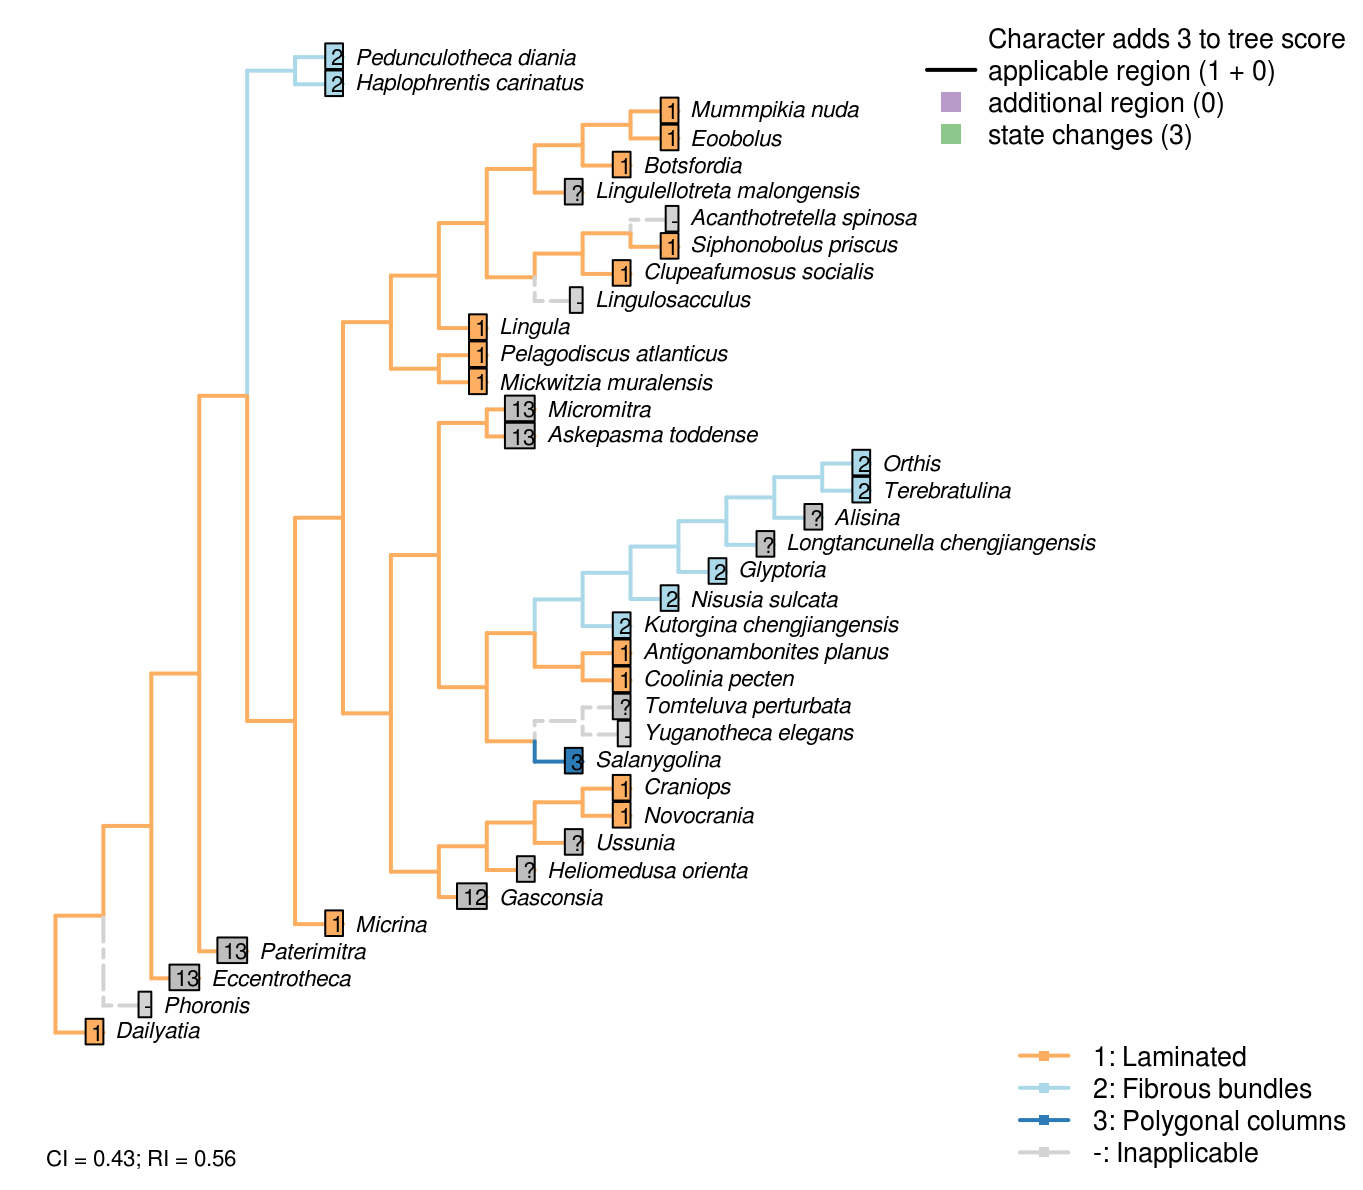 Character adds 3 to tree score
applicable region (1 + 0)
additional region (0)
state changes (3)
2 Pedunculotheca diania
2 Haplophrentis carinatus
1 Mummpikia nuda
1 Eoobolus
1 Botsfordia
? Lingulellotreta malongensis
- Acanthotretella spinosa
1 Siphonobolus priscus
1 Clupeafumosus socialis
- Lingulosacculus
1 Lingula
1 Pelagodiscus atlanticus
1 Mickwitzia muralensis
13 Micromitra
13 Askepasma toddense
2 Orthis
2 Terebratulina
? Alisina
? Longtancunella chengjiangensis
2 Glyptoria
2 Nisusia sulcata
2 Kutorgina chengjiangensis
1 Antigonambonites planus
1 Coolinia pecten
? Tomteluva perturbata
- Yuganotheca elegans
3 Salanygolina
1 Craniops
1 Novocrania
? Ussunia
? Heliomedusa orienta
12 Gasconsia
1 Micrina
13 Paterimitra
13 Eccentrotheca
- Phoronis
1 Dailyatia
1: Laminated
2: Fibrous bundles
3: Polygonal columns
-: Inapplicable
CI = 0.43; RI = 0.56